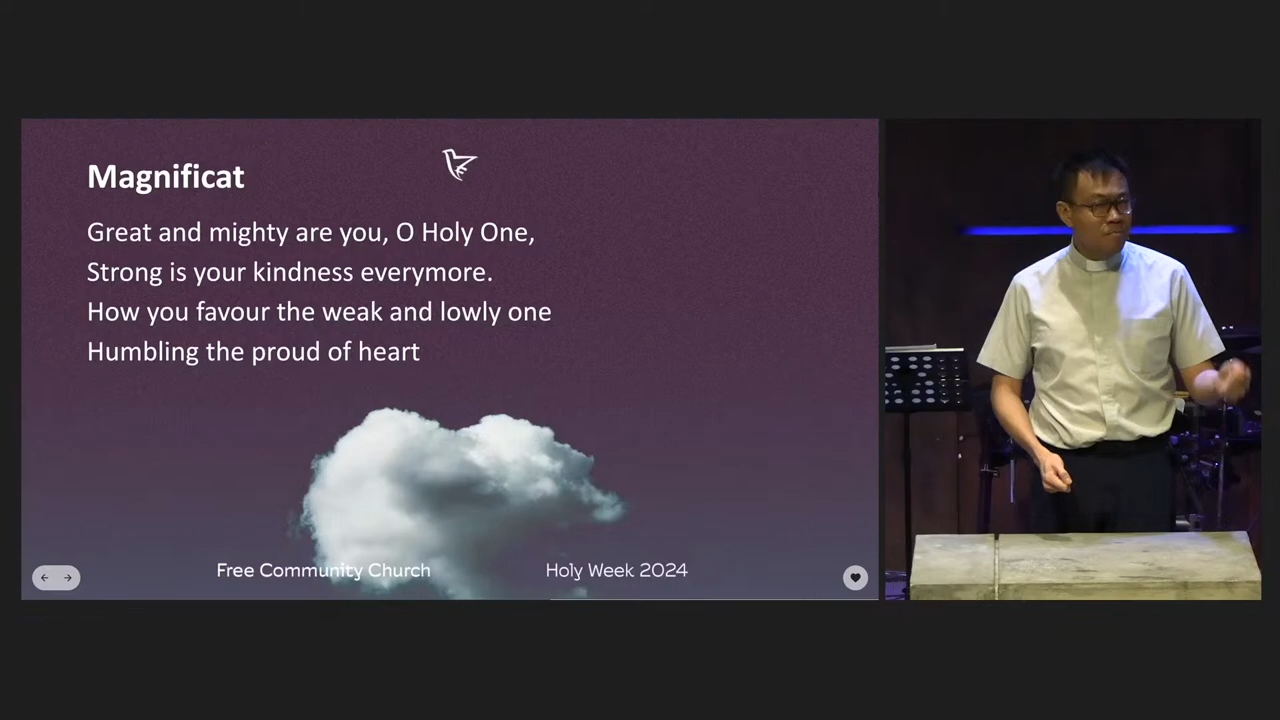 Magnificat
Great and mighty are you, O Holy One,
Strong is your kindness everymore.
How you favour the weak and lowly one
Humbling the proud of heart
Free Community Church
Holy Week 2024